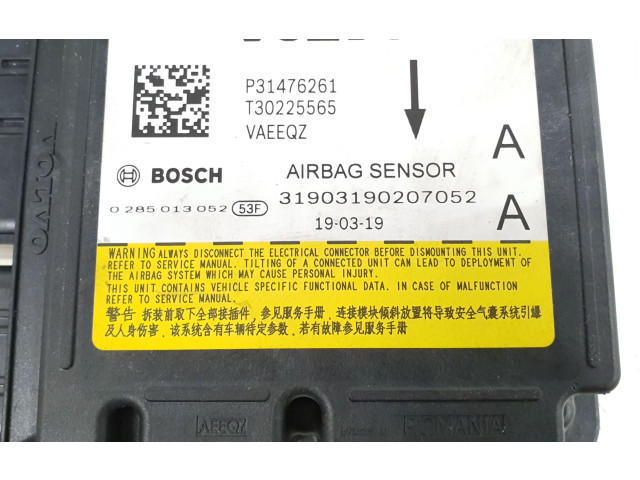 P31476261
T30225565
VAEEQZ
BOSCH
AIRBAG SENSOR
A
0 285 013 052 53F
31903190207052
A
19-03-19
VOLVO
WARNING ALWAYS DISCONNECT THE ELECTRICAL CONNECTOR BEFORE DISMOUNTING THIS UNIT.
REFER TO SERVICE MANUAL. TILTING OF A CONNECTED UNIT CAN LEAD TO DEPLOYMENT OF
THE AIRBAG SYSTEM WHICH MAY CAUSE PERSONAL INJURY.
THIS UNIT CONTAINS VEHICLE SPECIFIC FUNCTIONAL DATA. IN CASE OF MALFUNCTION
REFER TO SERVICE MANUAL.
警告 拆装前取下全部接插件，参见服务手册，连接模块倾斜放置将导致安全气囊系统引爆
及人身伤害，该系统含有车辆特定参数，若有故障参见服务手册
AEEQZ
ROMANIA